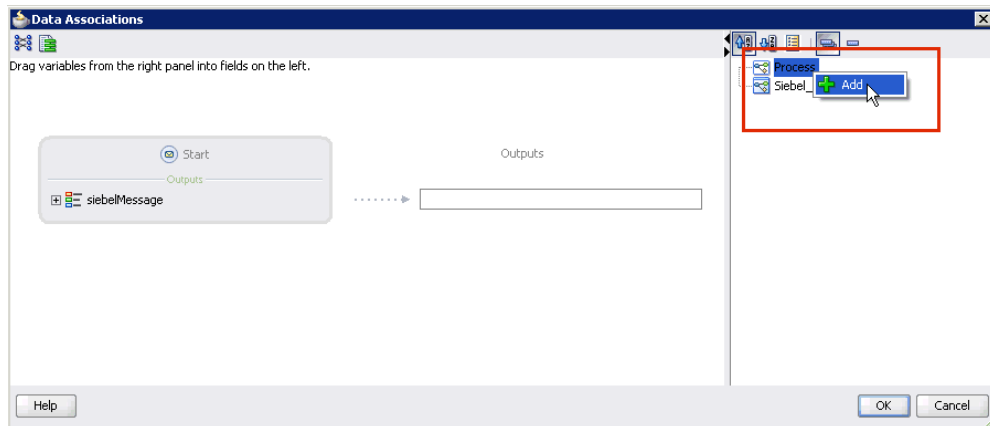 Data Associations
Drag variables from the right panel into fields on the left.
Process
Siebel_
Add
Start
Outputs
Outputs
siebelMessage
Help
OK
Cancel